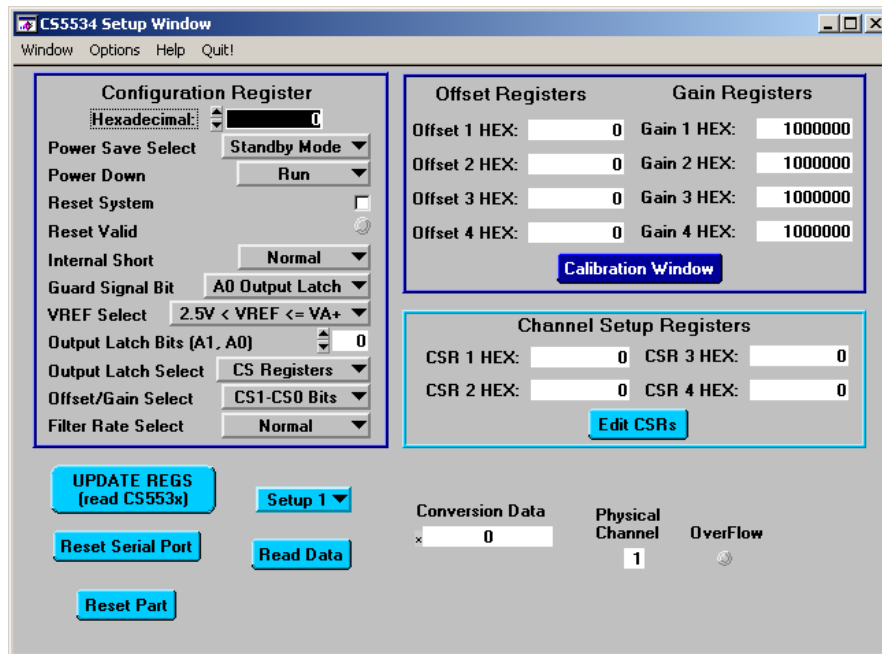 CS5534 Setup Window
Window Options Help Quit!
Configuration Register
Hexadecimal: 0
Power Save Select Standby Mode
Power Down Run
Reset System
Reset Valid
Internal Short Normal
Guard Signal Bit A0 Output Latch
VREF Select 2.5V < VREF <= VA+
Output Latch Bits (A1, A0) 0
Output Latch Select CS Registers
Offset/Gain Select CS1-CS0 Bits
Filter Rate Select Normal
Offset Registers Gain Registers
Offset 1 HEX: 0 Gain 1 HEX: 1000000
Offset 2 HEX: 0 Gain 2 HEX: 1000000
Offset 3 HEX: 0 Gain 3 HEX: 1000000
Offset 4 HEX: 0 Gain 4 HEX: 1000000
Calibration Window
Channel Setup Registers
CSR 1 HEX: 0 CSR 3 HEX: 0
CSR 2 HEX: 0 CSR 4 HEX: 0
Edit CSRs
UPDATE REGS
(read CS553x)
Setup 1
Reset Serial Port
Read Data
Reset Part
Conversion Data
x 0
Physical
Channel
1
OverFlow